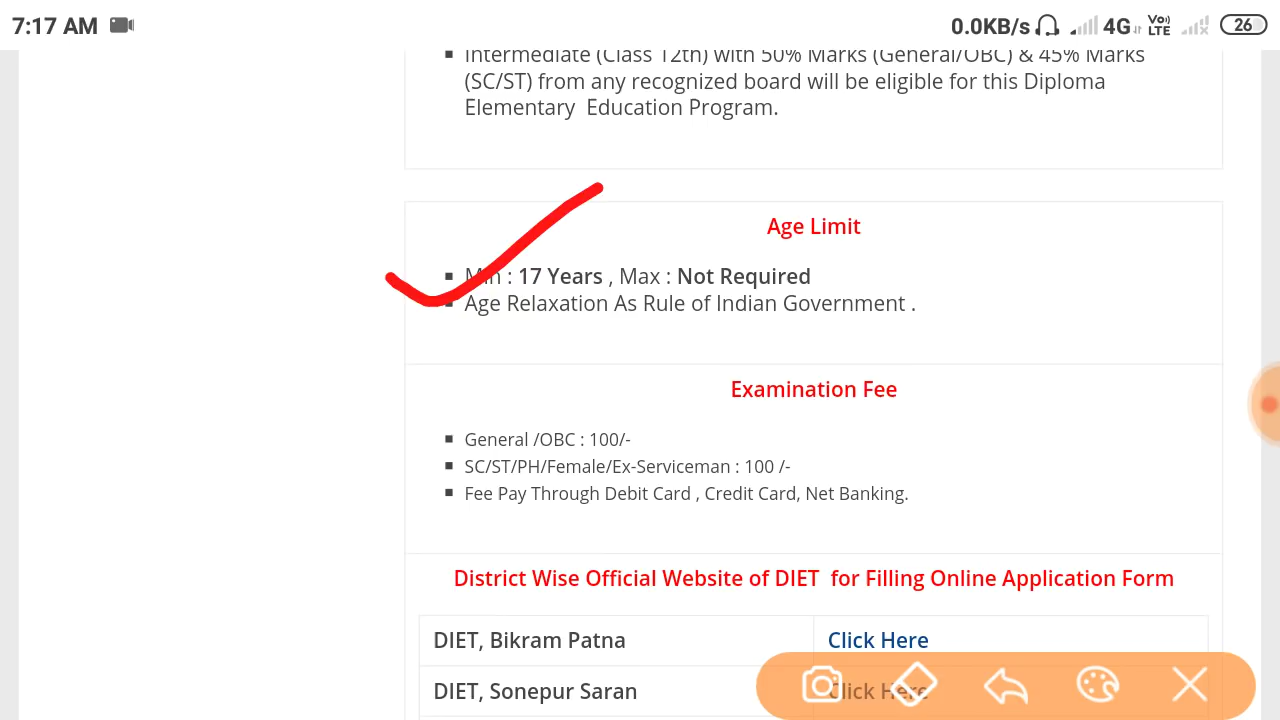 7:17 AM 0.0KB/s 4G Vo)) LTE 26
Intermediate (Class 12th) with 50% Marks (General/OBC) & 45% Marks
(SC/ST) from any recognized board will be eligible for this Diploma
Elementary Education Program.
Age Limit
Min : 17 Years , Max : Not Required
Age Relaxation As Rule of Indian Government .
Examination Fee
General /OBC : 100/-
SC/ST/PH/Female/Ex-Serviceman : 100 /-
Fee Pay Through Debit Card , Credit Card, Net Banking.
District Wise Official Website of DIET for Filling Online Application Form
DIET, Bikram Patna Click Here
DIET, Sonepur Saran Click Here